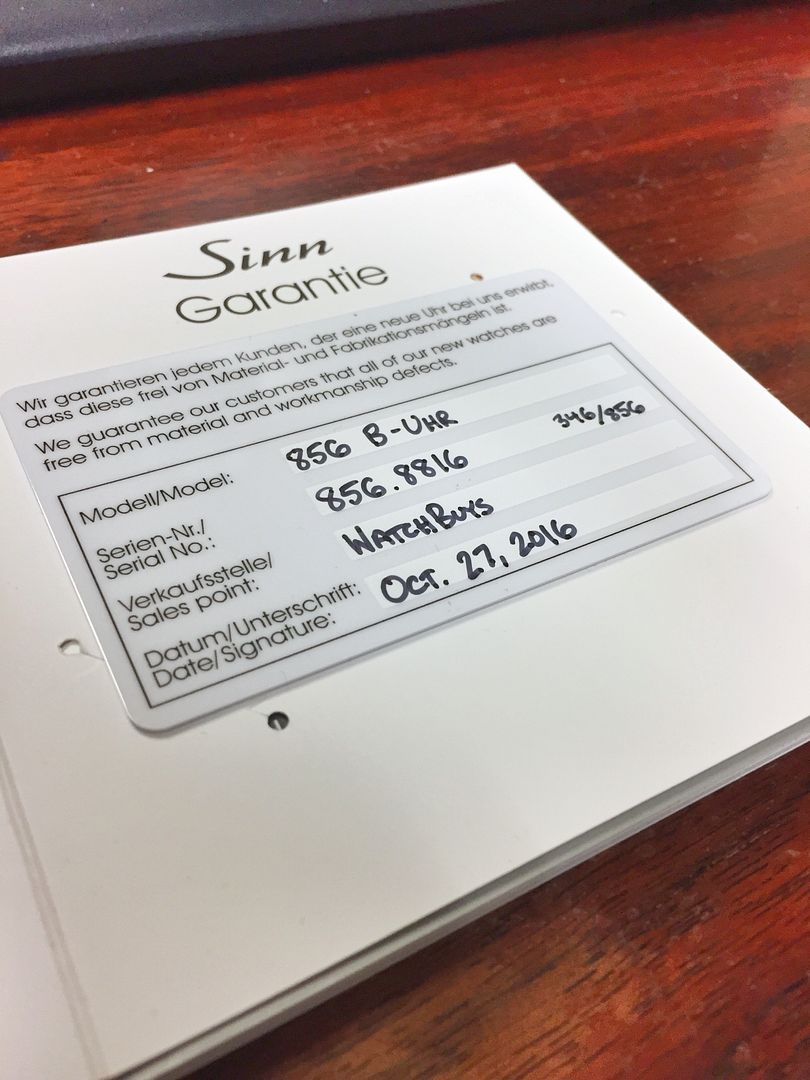 Sinn
Garantie
Wir garantieren jedem Kunden, der eine neue Uhr bei uns erwirbt,
dass diese frei von Material- und Fabrikationsmängeln ist.
We guarantee our customers that all of our new watches are
free from material and workmanship defects.
Modell/Model: 856 B-UHR
Serien-Nr./
Serial No.: 856.8816 346/856
Verkaufsstelle/
Sales point: WATCHBUYS
Datum/Unterschrift:
Date/Signature: OCT. 27, 2016